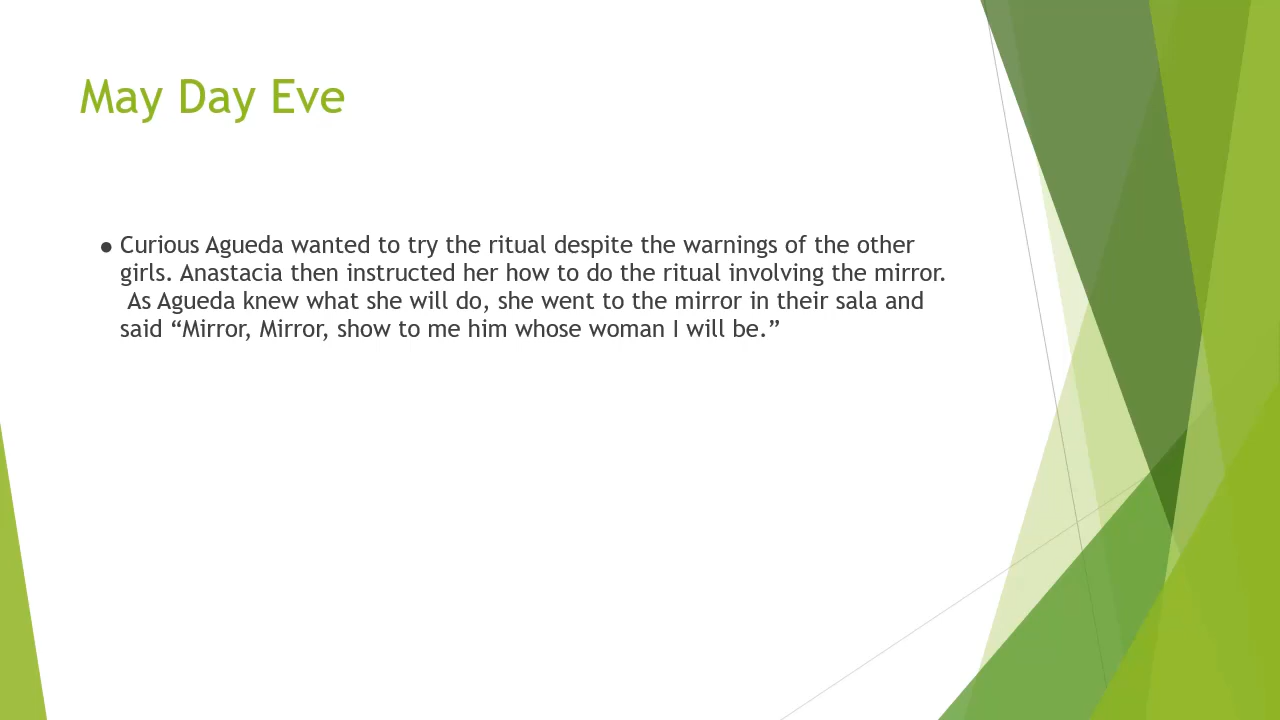 May Day Eve
● Curious Agueda wanted to try the ritual despite the warnings of the other
girls. Anastacia then instructed her how to do the ritual involving the mirror.
As Agueda knew what she will do, she went to the mirror in their sala and
said “Mirror, Mirror, show to me him whose woman I will be.”